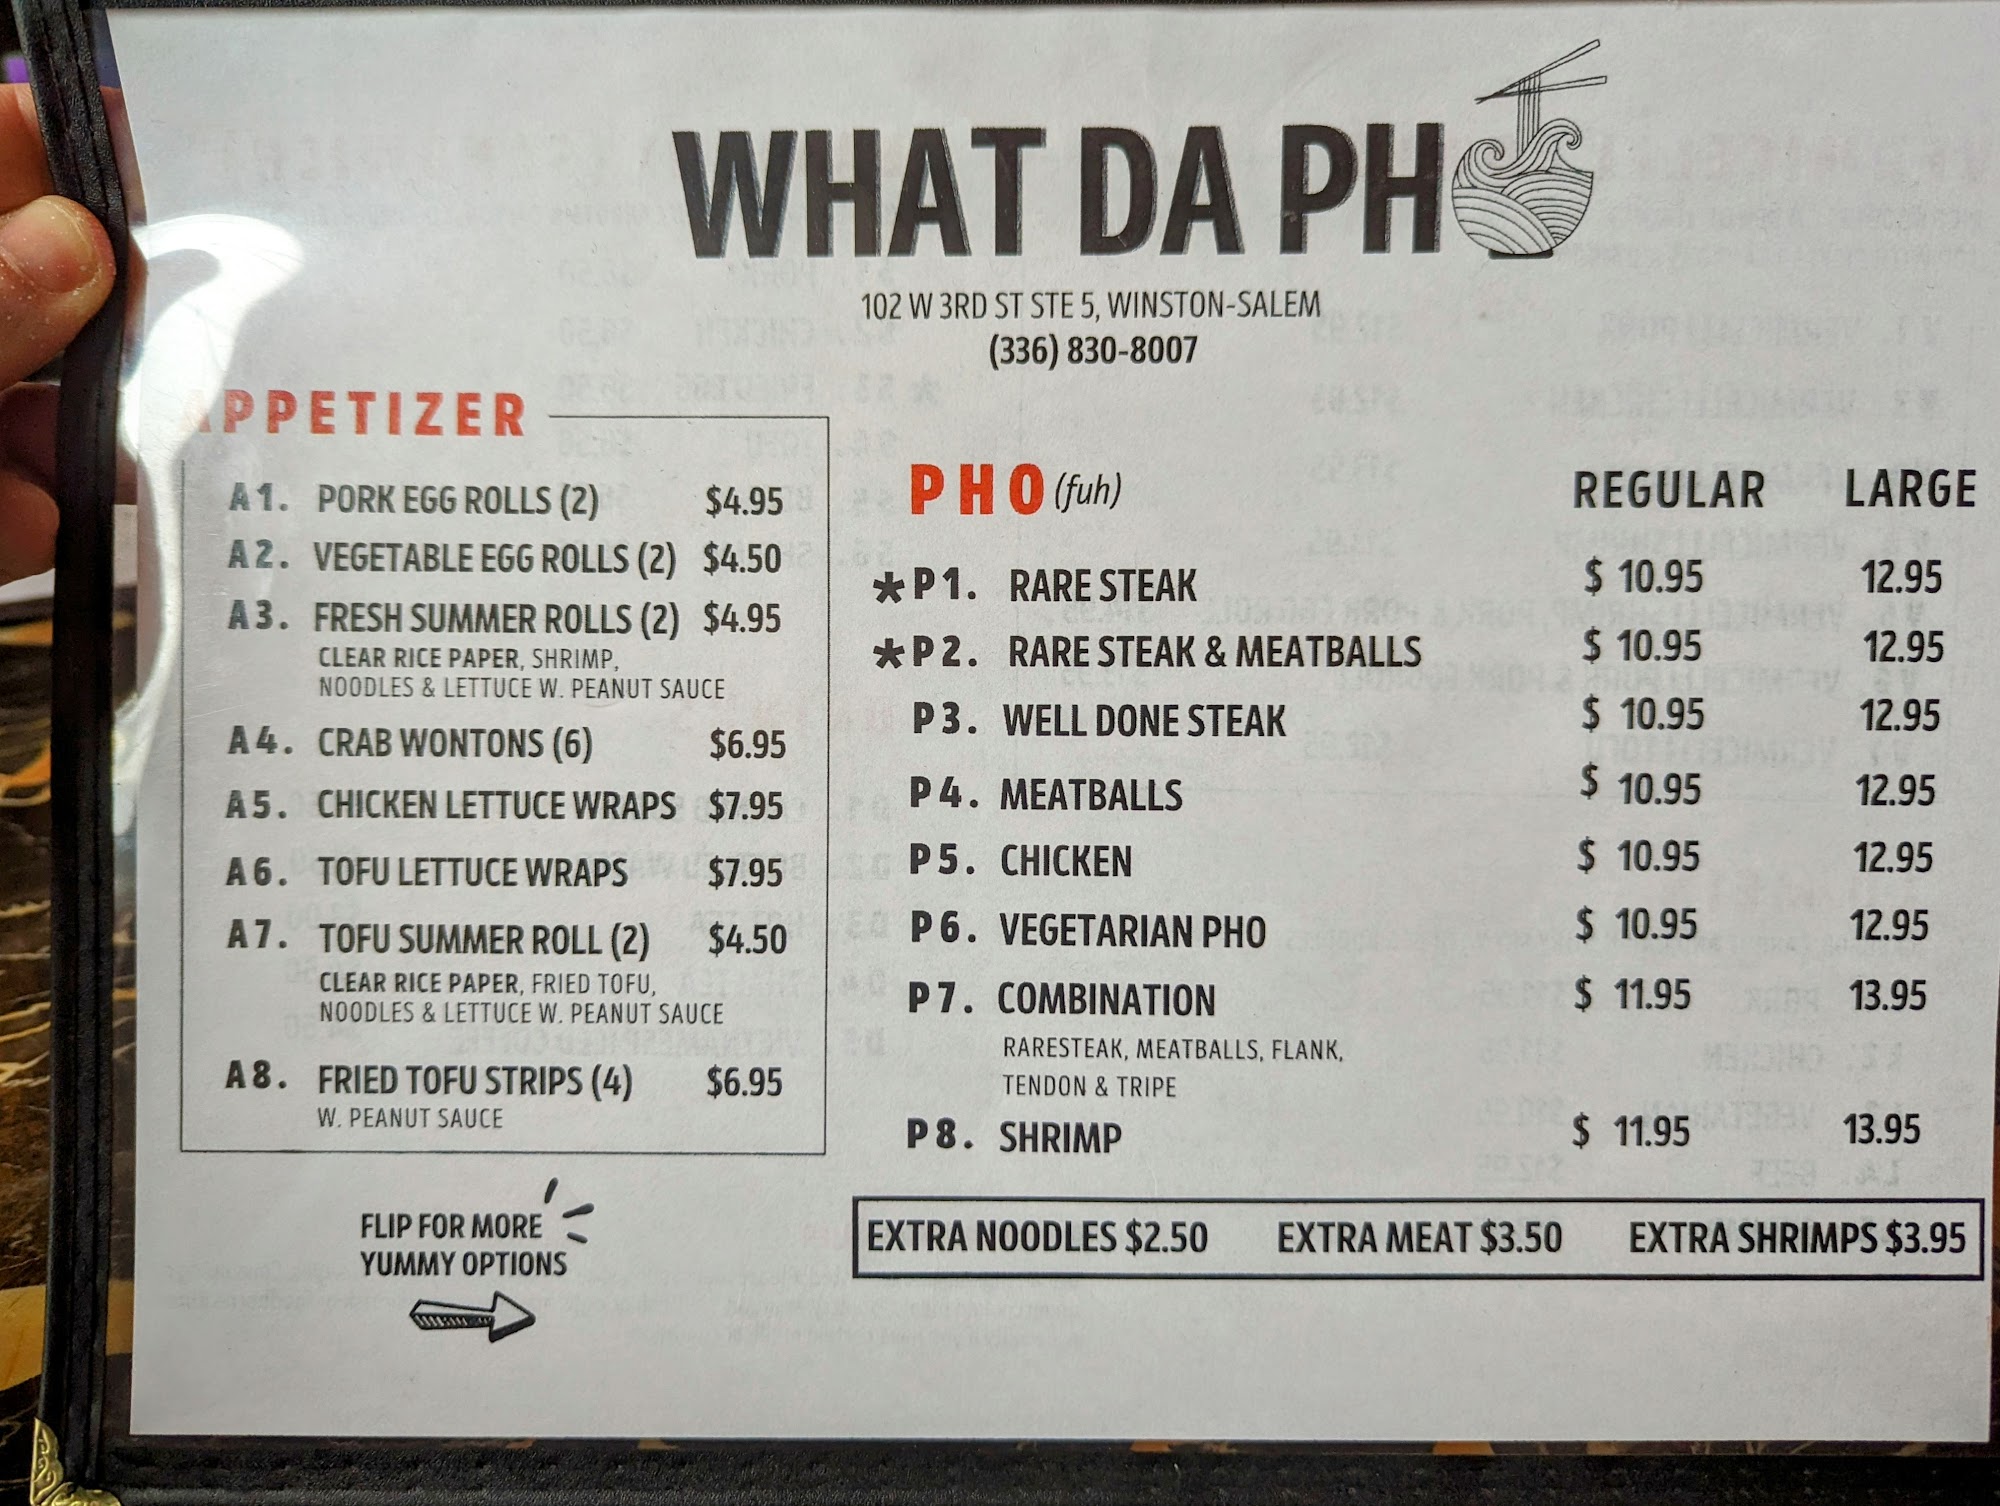 WHAT DA PH
102 W 3RD ST STE 5, WINSTON-SALEM
(336) 830-8007
APPETIZER
A1. PORK EGG ROLLS (2) $4.95
A2. VEGETABLE EGG ROLLS (2) $4.50
A3. FRESH SUMMER ROLLS (2) $4.95
CLEAR RICE PAPER, SHRIMP,
NOODLES & LETTUCE W. PEANUT SAUCE
A4. CRAB WONTONS (6) $6.95
A5. CHICKEN LETTUCE WRAPS $7.95
A6. TOFU LETTUCE WRAPS $7.95
A7. TOFU SUMMER ROLL (2) $4.50
CLEAR RICE PAPER, FRIED TOFU,
NOODLES & LETTUCE W. PEANUT SAUCE
A8. FRIED TOFU STRIPS (4) $6.95
W. PEANUT SAUCE
FLIP FOR MORE
YUMMY OPTIONS
PHO (fuh) REGULAR LARGE
*P1. RARE STEAK $ 10.95 12.95
*P2. RARE STEAK & MEATBALLS $ 10.95 12.95
P3. WELL DONE STEAK $ 10.95 12.95
P4. MEATBALLS $ 10.95 12.95
P5. CHICKEN $ 10.95 12.95
P6. VEGETARIAN PHO $ 10.95 12.95
P7. COMBINATION $ 11.95 13.95
RARESTEAK, MEATBALLS, FLANK,
TENDON & TRIPE
P8. SHRIMP $ 11.95 13.95
EXTRA NOODLES $2.50 EXTRA MEAT $3.50 EXTRA SHRIMPS $3.95